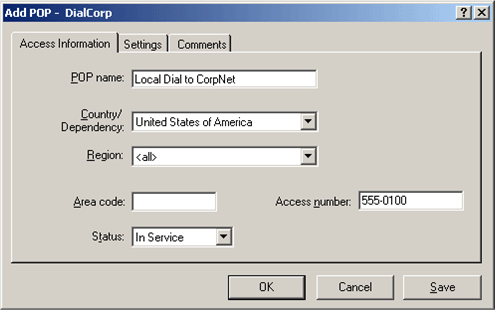 Add POP - DialCorp
Access Information Settings Comments
POP name: Local Dial to CorpNet
Country/
Dependency: United States of America
Region: <all>
Area code: Access number: 555-0100
Status: In Service
OK Cancel Save